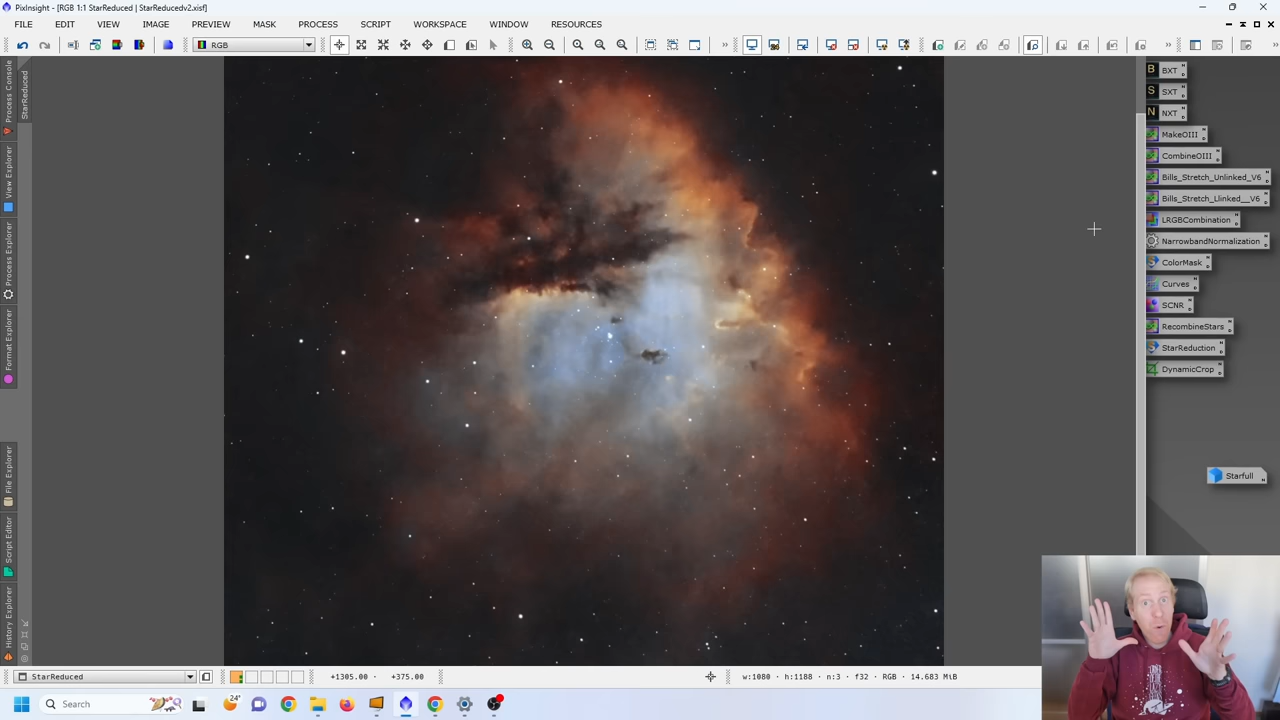 PixInsight - [RGB 1:1 StarReduced | StarReducedv2.xisf]
FILE EDIT VIEW IMAGE PREVIEW MASK PROCESS SCRIPT WORKSPACE WINDOW RESOURCES
RGB
Process Console
View Explorer
Process Explorer
Format Explorer
File Explorer
Script Editor
History Explorer
StarReduced
B BXT
S SXT
N NXT
MakeOIII
CombineOIII
Bills_Stretch_Unlinked_V6
Bills_Stretch_Llinked__V6
LRGBCombination
NarrowbandNormalization
ColorMask
Curves
SCNR
RecombineStars
StarReduction
DynamicCrop
Starfull
StarReduced
+1305.00 +375.00
w:1080 · h:1188 · n:3 · f32 · RGB · 14.683 MiB
Search
24°